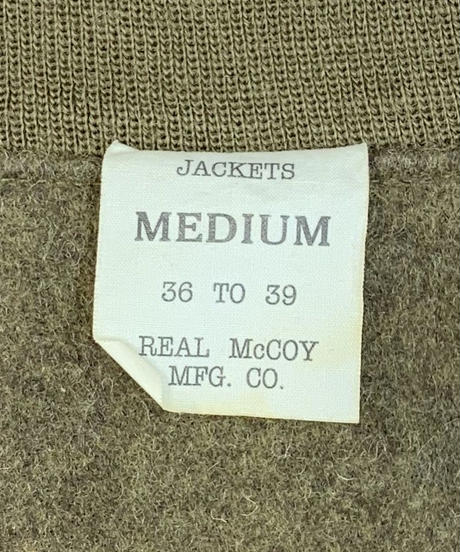 JACKETS
MEDIUM
36 TO 39
REAL McCOY
MFG. CO.